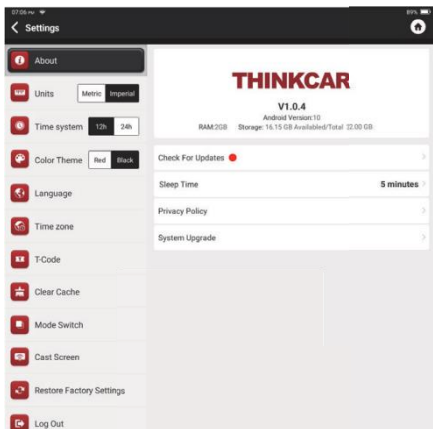 07:06 PM
89%
Settings
About
Units Metric Imperial
Time system 12h 24h
Color Theme Red Black
Language
Time zone
T-Code
Clear Cache
Mode Switch
Cast Screen
Restore Factory Settings
Log Out
THINKCAR
V1.0.4
Android Version:10
RAM:2GB Storage: 16.15 GB Availabled/Total 32.00 GB
Check For Updates
Sleep Time 5 minutes
Privacy Policy
System Upgrade